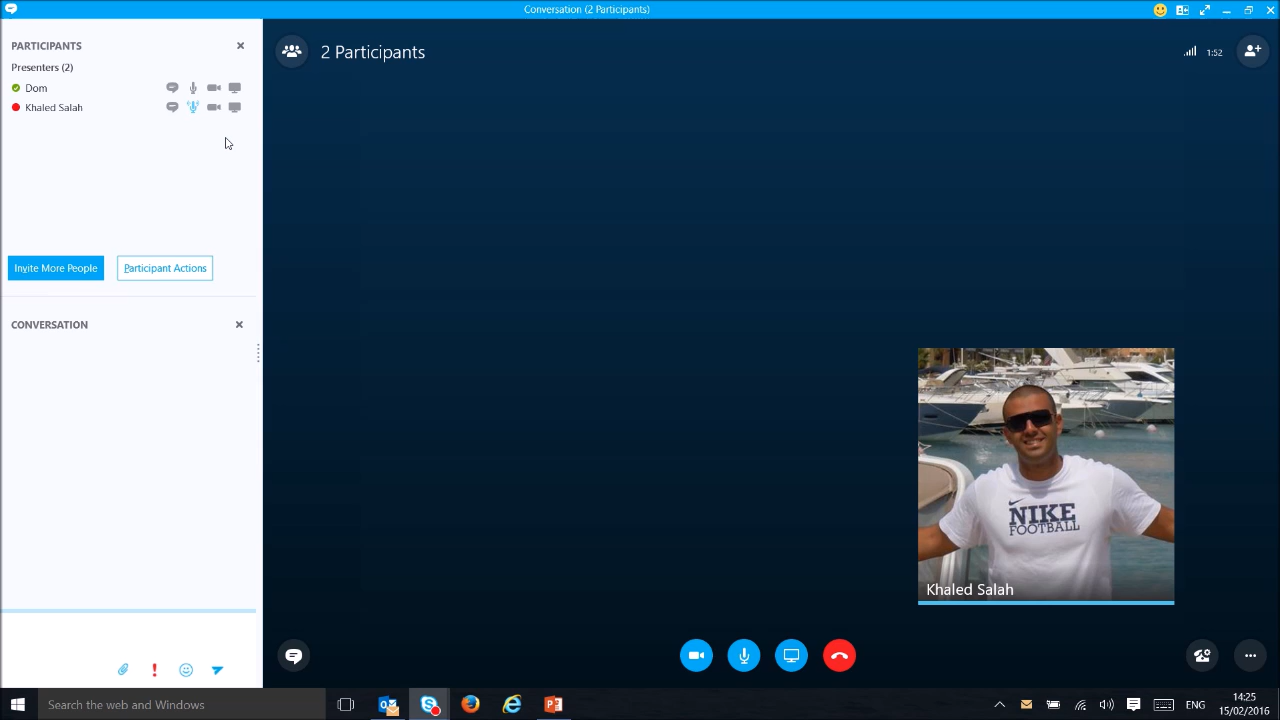 Conversation (2 Participants)
PARTICIPANTS
Presenters (2)
Dom
Khaled Salah
Invite More People
Participant Actions
CONVERSATION
2 Participants
1:52
NIKE
FOOTBALL
Khaled Salah
Search the web and Windows
ENG
14:25
15/02/2016